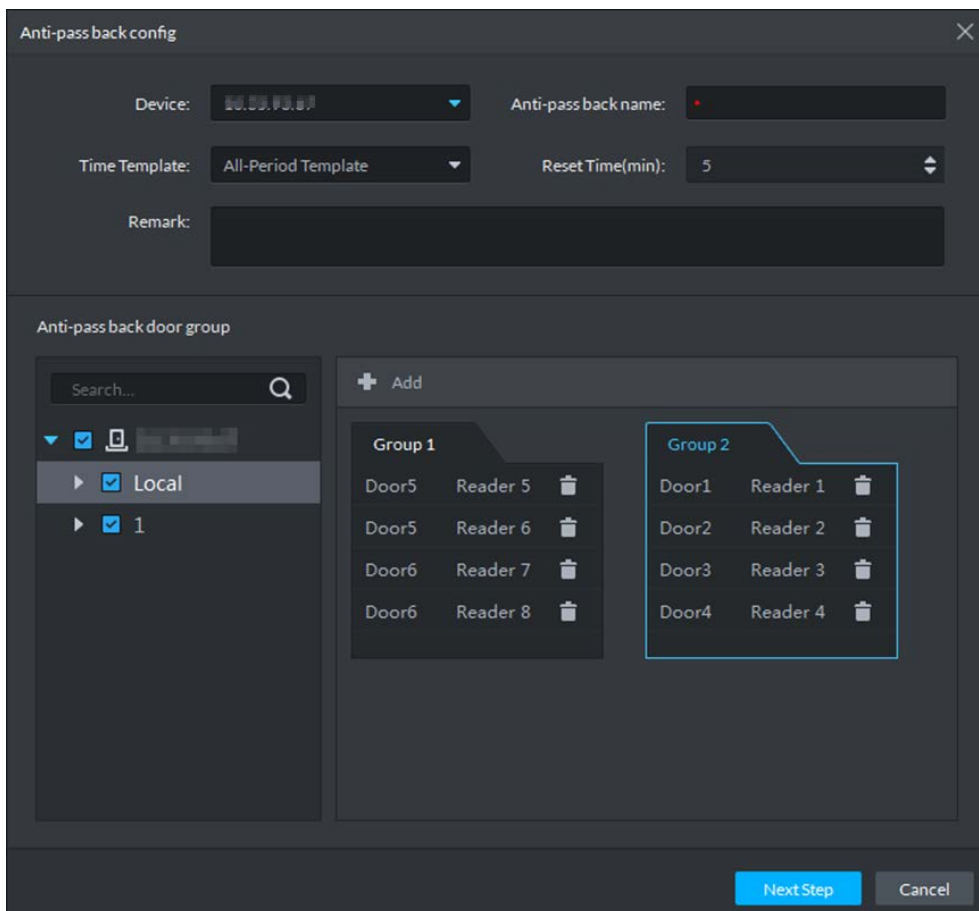 Anti-pass back config
Device: Anti-pass back name:
Time Template: All-Period Template Reset Time(min): 5
Remark:
Anti-pass back door group
Search... Add
Group 1 Group 2
Local Door5 Reader 5 Door1 Reader 1
1 Door5 Reader 6 Door2 Reader 2
Door6 Reader 7 Door3 Reader 3
Door6 Reader 8 Door4 Reader 4
Next Step Cancel